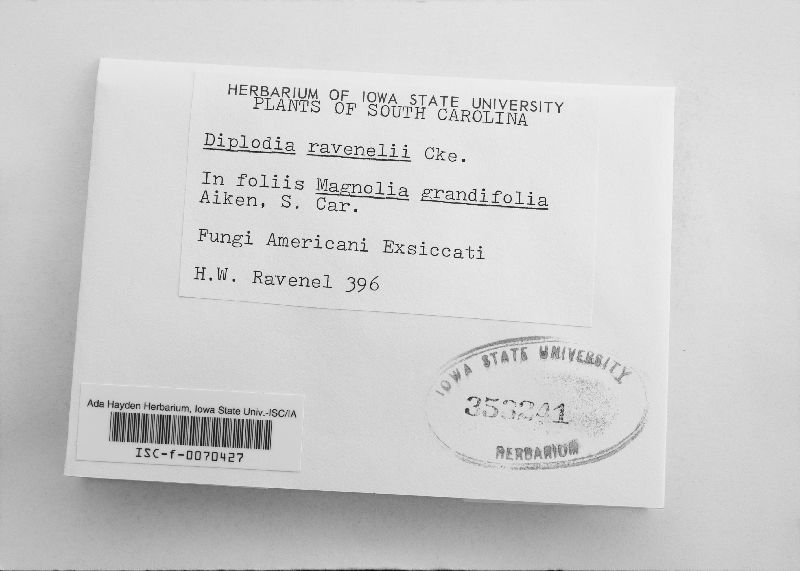 HERBARIUM OF IOWA STATE UNIVERSITY
PLANTS OF SOUTH CAROLINA
Diplodia ravenelii Cke.
In foliis Magnolia grandifolia
Aiken, S. Car.
Fungi Americani Exsiccati
H.W. Ravenel 396
IOWA STATE UNIVERSITY
353241
HERBARIUM
Ada Hayden Herbarium, Iowa State Univ.-ISC/IA
ISC-f-0070427